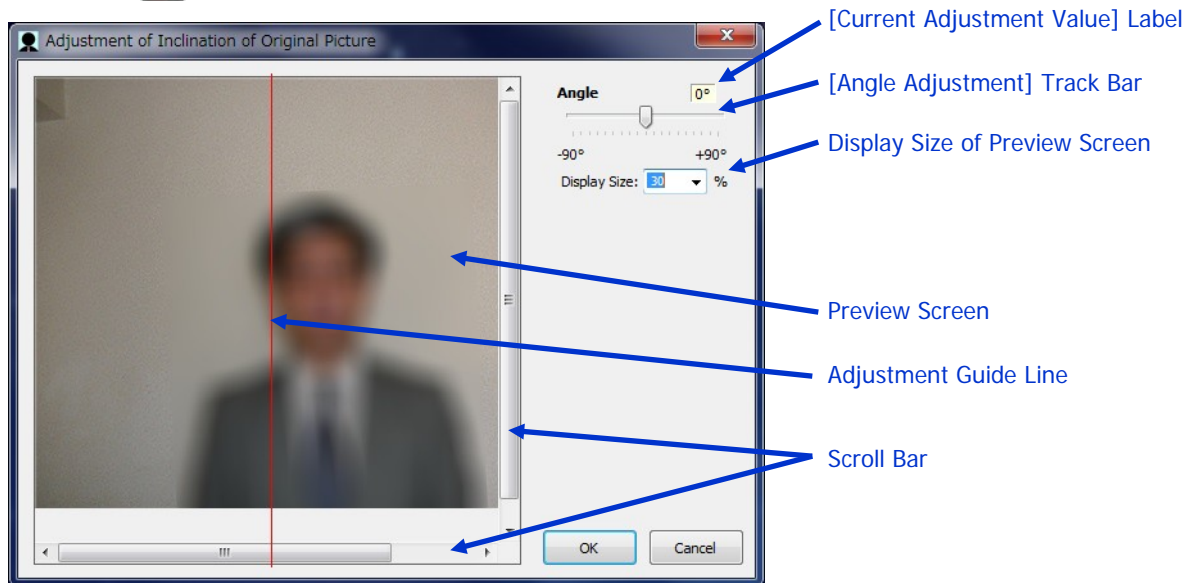 [Current Adjustment Value] Label
Adjustment of Inclination of Original Picture
[Angle Adjustment] Track Bar
Angle 0°
-90° +90°
Display Size of Preview Screen
Display Size: 30 %
Preview Screen
Adjustment Guide Line
Scroll Bar
OK Cancel